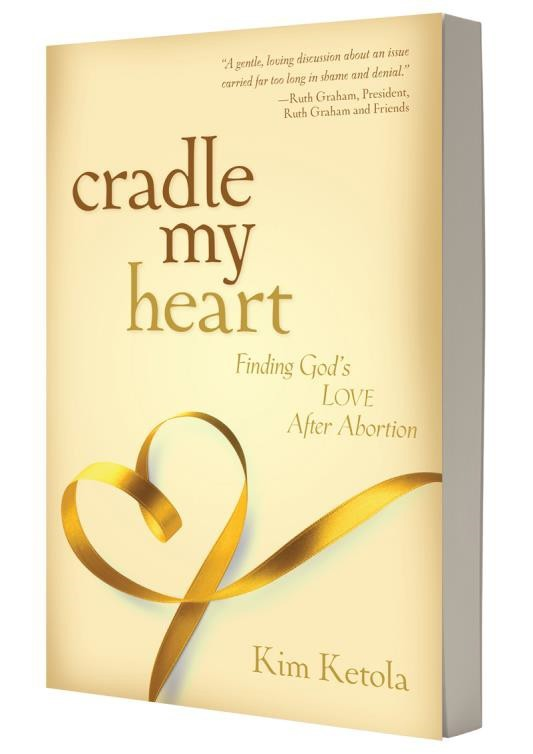 “A gentle, loving discussion about an issue
carried far too long in shame and denial.”
—Ruth Graham, President,
Ruth Graham and Friends
cradle
my
heart
Finding God’s
LOVE
After Abortion
Kim Ketola